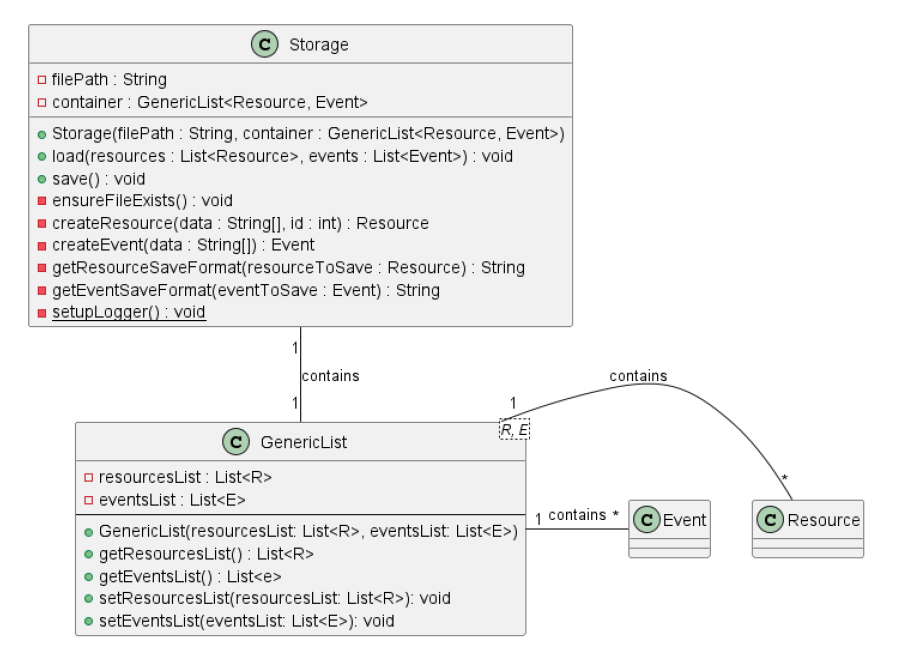 C Storage
filePath : String
container : GenericList<Resource, Event>
Storage(filePath : String, container : GenericList<Resource, Event>)
load(resources : List<Resource>, events : List<Event>) : void
save() : void
ensureFileExists() : void
createResource(data : String[], id : int) : Resource
createEvent(data : String[]) : Event
getResourceSaveFormat(resourceToSave : Resource) : String
getEventSaveFormat(eventToSave : Event) : String
setupLogger() : void
1
contains
1
contains
1
*
R, E
C GenericList
resourcesList : List<R>
eventsList : List<E>
GenericList(resourcesList: List<R>, eventsList: List<E>)
getResourcesList() : List<R>
getEventsList() : List<e>
setResourcesList(resourcesList: List<R>): void
setEventsList(eventsList: List<E>): void
1 contains *
C Event
C Resource